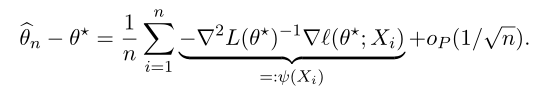 $$\widehat{\theta}_n - \theta^\star = \frac{1}{n} \sum_{i=1}^{n} \underbrace{-\nabla^2 L(\theta^\star)^{-1} \nabla \ell(\theta^\star; X_i)}_{=:\psi(X_i)} + o_P(1/\sqrt{n}).$$